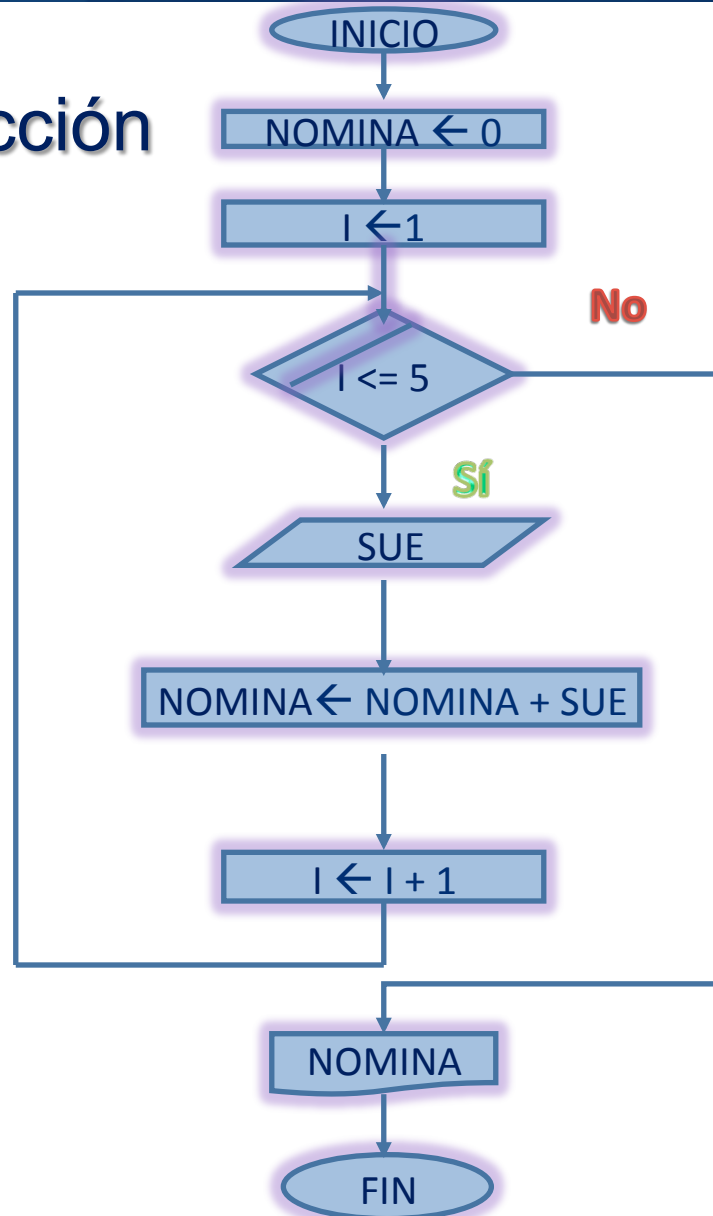 INICIO
cción
NOMINA ← 0
I ←1
No
I <= 5
Sí
SUE
NOMINA← NOMINA + SUE
I ← I + 1
NOMINA
FIN